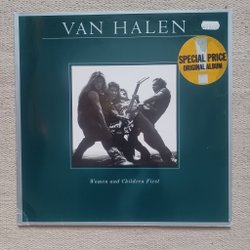 VAN HALEN
SPECIAL PRICE
ORIGINAL ALBUM
Women and Children First